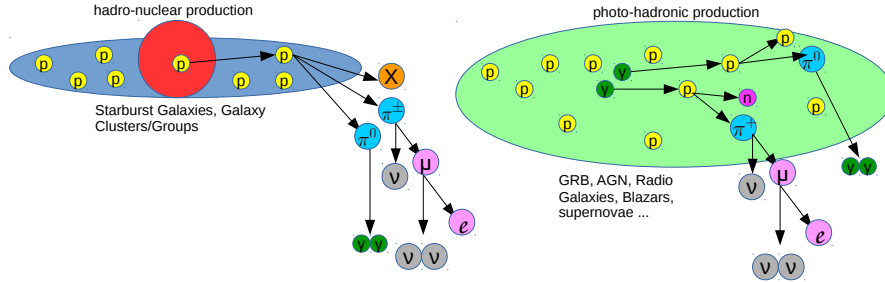 hadro-nuclear production
p p p p p p p p
X
π± π⁰
ν μ
e
γ γ
ν ν
Starburst Galaxies, Galaxy
Clusters/Groups
photo-hadronic production
p p p p p p p p p p p
γ γ
n
π⁰
π⁺
ν μ
γ γ
e
ν ν
GRB, AGN, Radio
Galaxies, Blazars,
supernovae ...